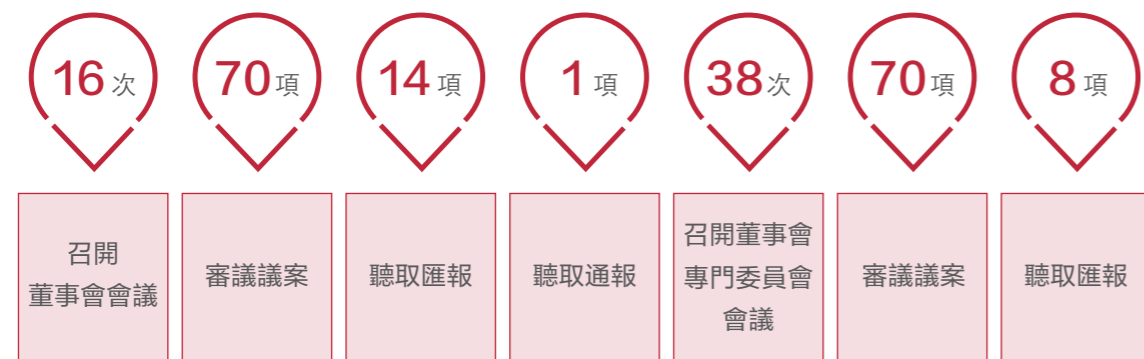 16次
70項
14項
1項
38次
70項
8項
召開
董事會會議
審議議案
聽取匯報
聽取通報
召開董事會
專門委員會
會議
審議議案
聽取匯報